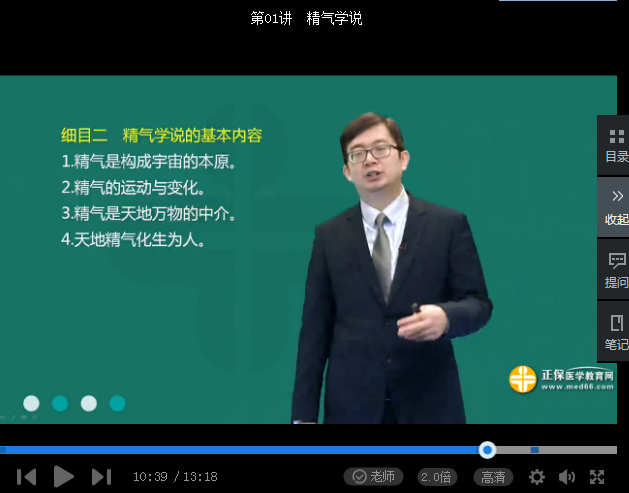 第01讲 精气学说
细目二 精气学说的基本内容
1.精气是构成宇宙的本原。
2.精气的运动与变化。
3.精气是天地万物的中介。
4.天地精气化生为人。
目录
收起
提问
笔记
正保医学教育网
www.med66.com
10:39 / 13:18
老师
2.0倍
高清